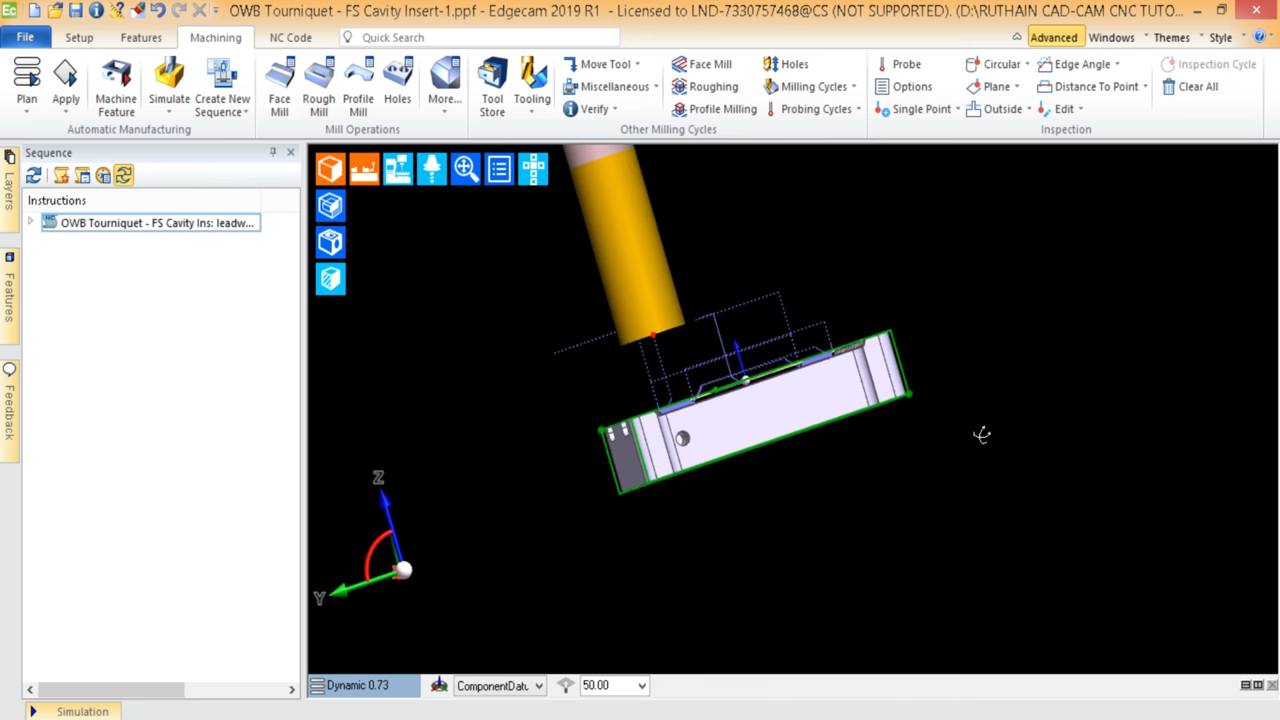 Ec
OWB Tourniquet - FS Cavity Insert-1.ppf - Edgecam 2019 R1 - Licensed to LND-7330757468@CS (NOT SUPPORTED). (D:\RUTHAIN CAD-CAM CNC TUTO...
File Setup Features Machining NC Code Quick Search Advanced Windows Themes Style
Plan Apply Machine Feature Simulate Create New Sequence
Automatic Manufacturing
Face Mill Rough Mill Profile Mill Holes More...
Mill Operations
Tool Store Tooling
Move Tool Face Mill Holes
Miscellaneous Roughing Milling Cycles
Verify Profile Milling Probing Cycles
Other Milling Cycles
Probe Circular Edge Angle Inspection Cycle
Options Plane Distance To Point Clear All
Single Point Outside Edit
Inspection
Layers
Features
Feedback
Sequence
Instructions
OWB Tourniquet - FS Cavity Ins: leadw...
Z
Y
Dynamic 0.73 ComponentDatu 50.00
Simulation